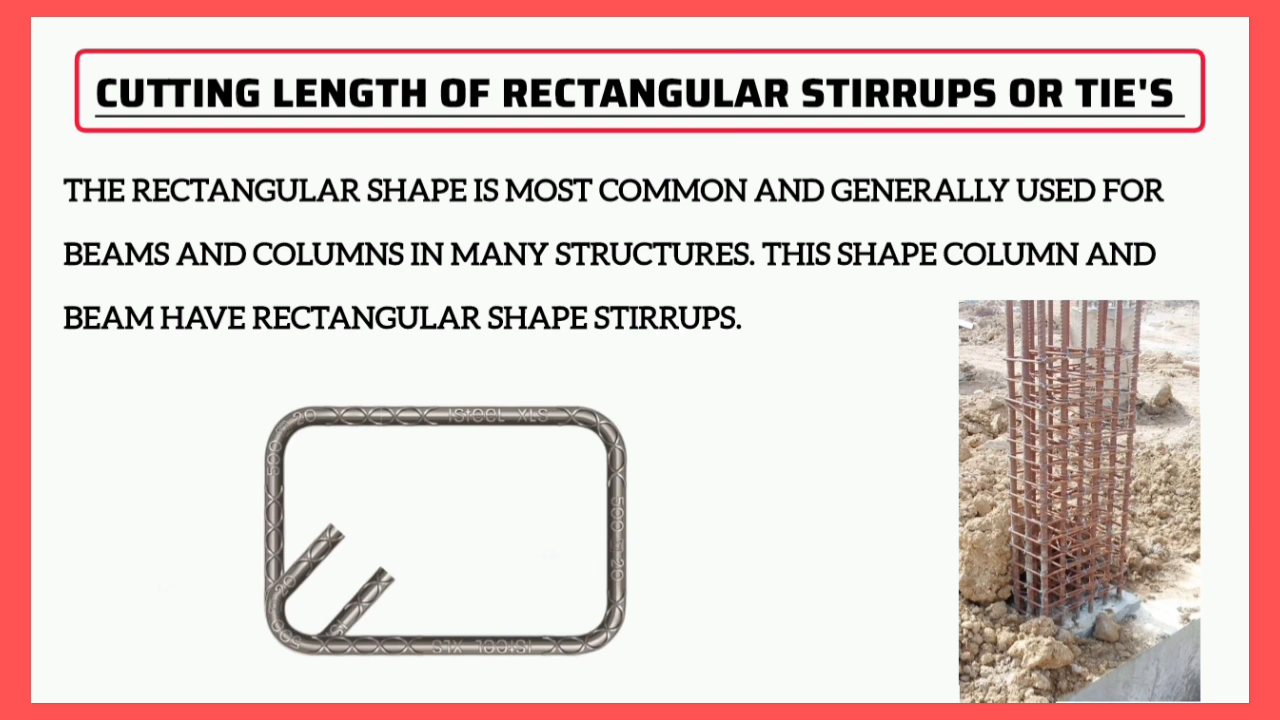 CUTTING LENGTH OF RECTANGULAR STIRRUPS OR TIE'S
THE RECTANGULAR SHAPE IS MOST COMMON AND GENERALLY USED FOR
BEAMS AND COLUMNS IN MANY STRUCTURES. THIS SHAPE COLUMN AND
BEAM HAVE RECTANGULAR SHAPE STIRRUPS.